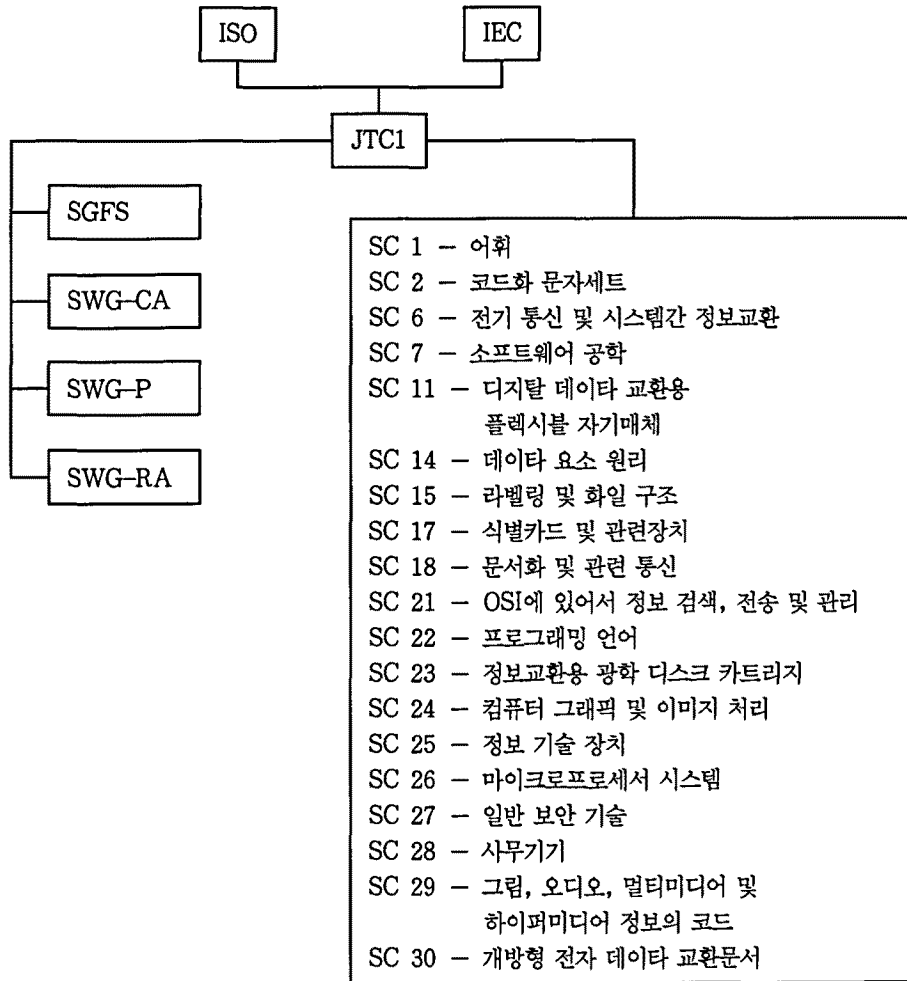 ISO
IEC
JTC1
SGFS
SWG-CA
SWG-P
SWG-RA
SC 1 － 어휘
SC 2 － 코드화 문자세트
SC 6 － 전기 통신 및 시스템간 정보교환
SC 7 － 소프트웨어 공학
SC 11 － 디지탈 데이타 교환용
플렉시블 자기매체
SC 14 － 데이타 요소 원리
SC 15 － 라벨링 및 화일 구조
SC 17 － 식별카드 및 관련장치
SC 18 － 문서화 및 관련 통신
SC 21 － OSI에 있어서 정보 검색, 전송 및 관리
SC 22 － 프로그래밍 언어
SC 23 － 정보교환용 광학 디스크 카트리지
SC 24 － 컴퓨터 그래픽 및 이미지 처리
SC 25 － 정보 기술 장치
SC 26 － 마이크로프로세서 시스템
SC 27 － 일반 보안 기술
SC 28 － 사무기기
SC 29 － 그림, 오디오, 멀티미디어 및
하이퍼미디어 정보의 코드
SC 30 － 개방형 전자 데이타 교환문서